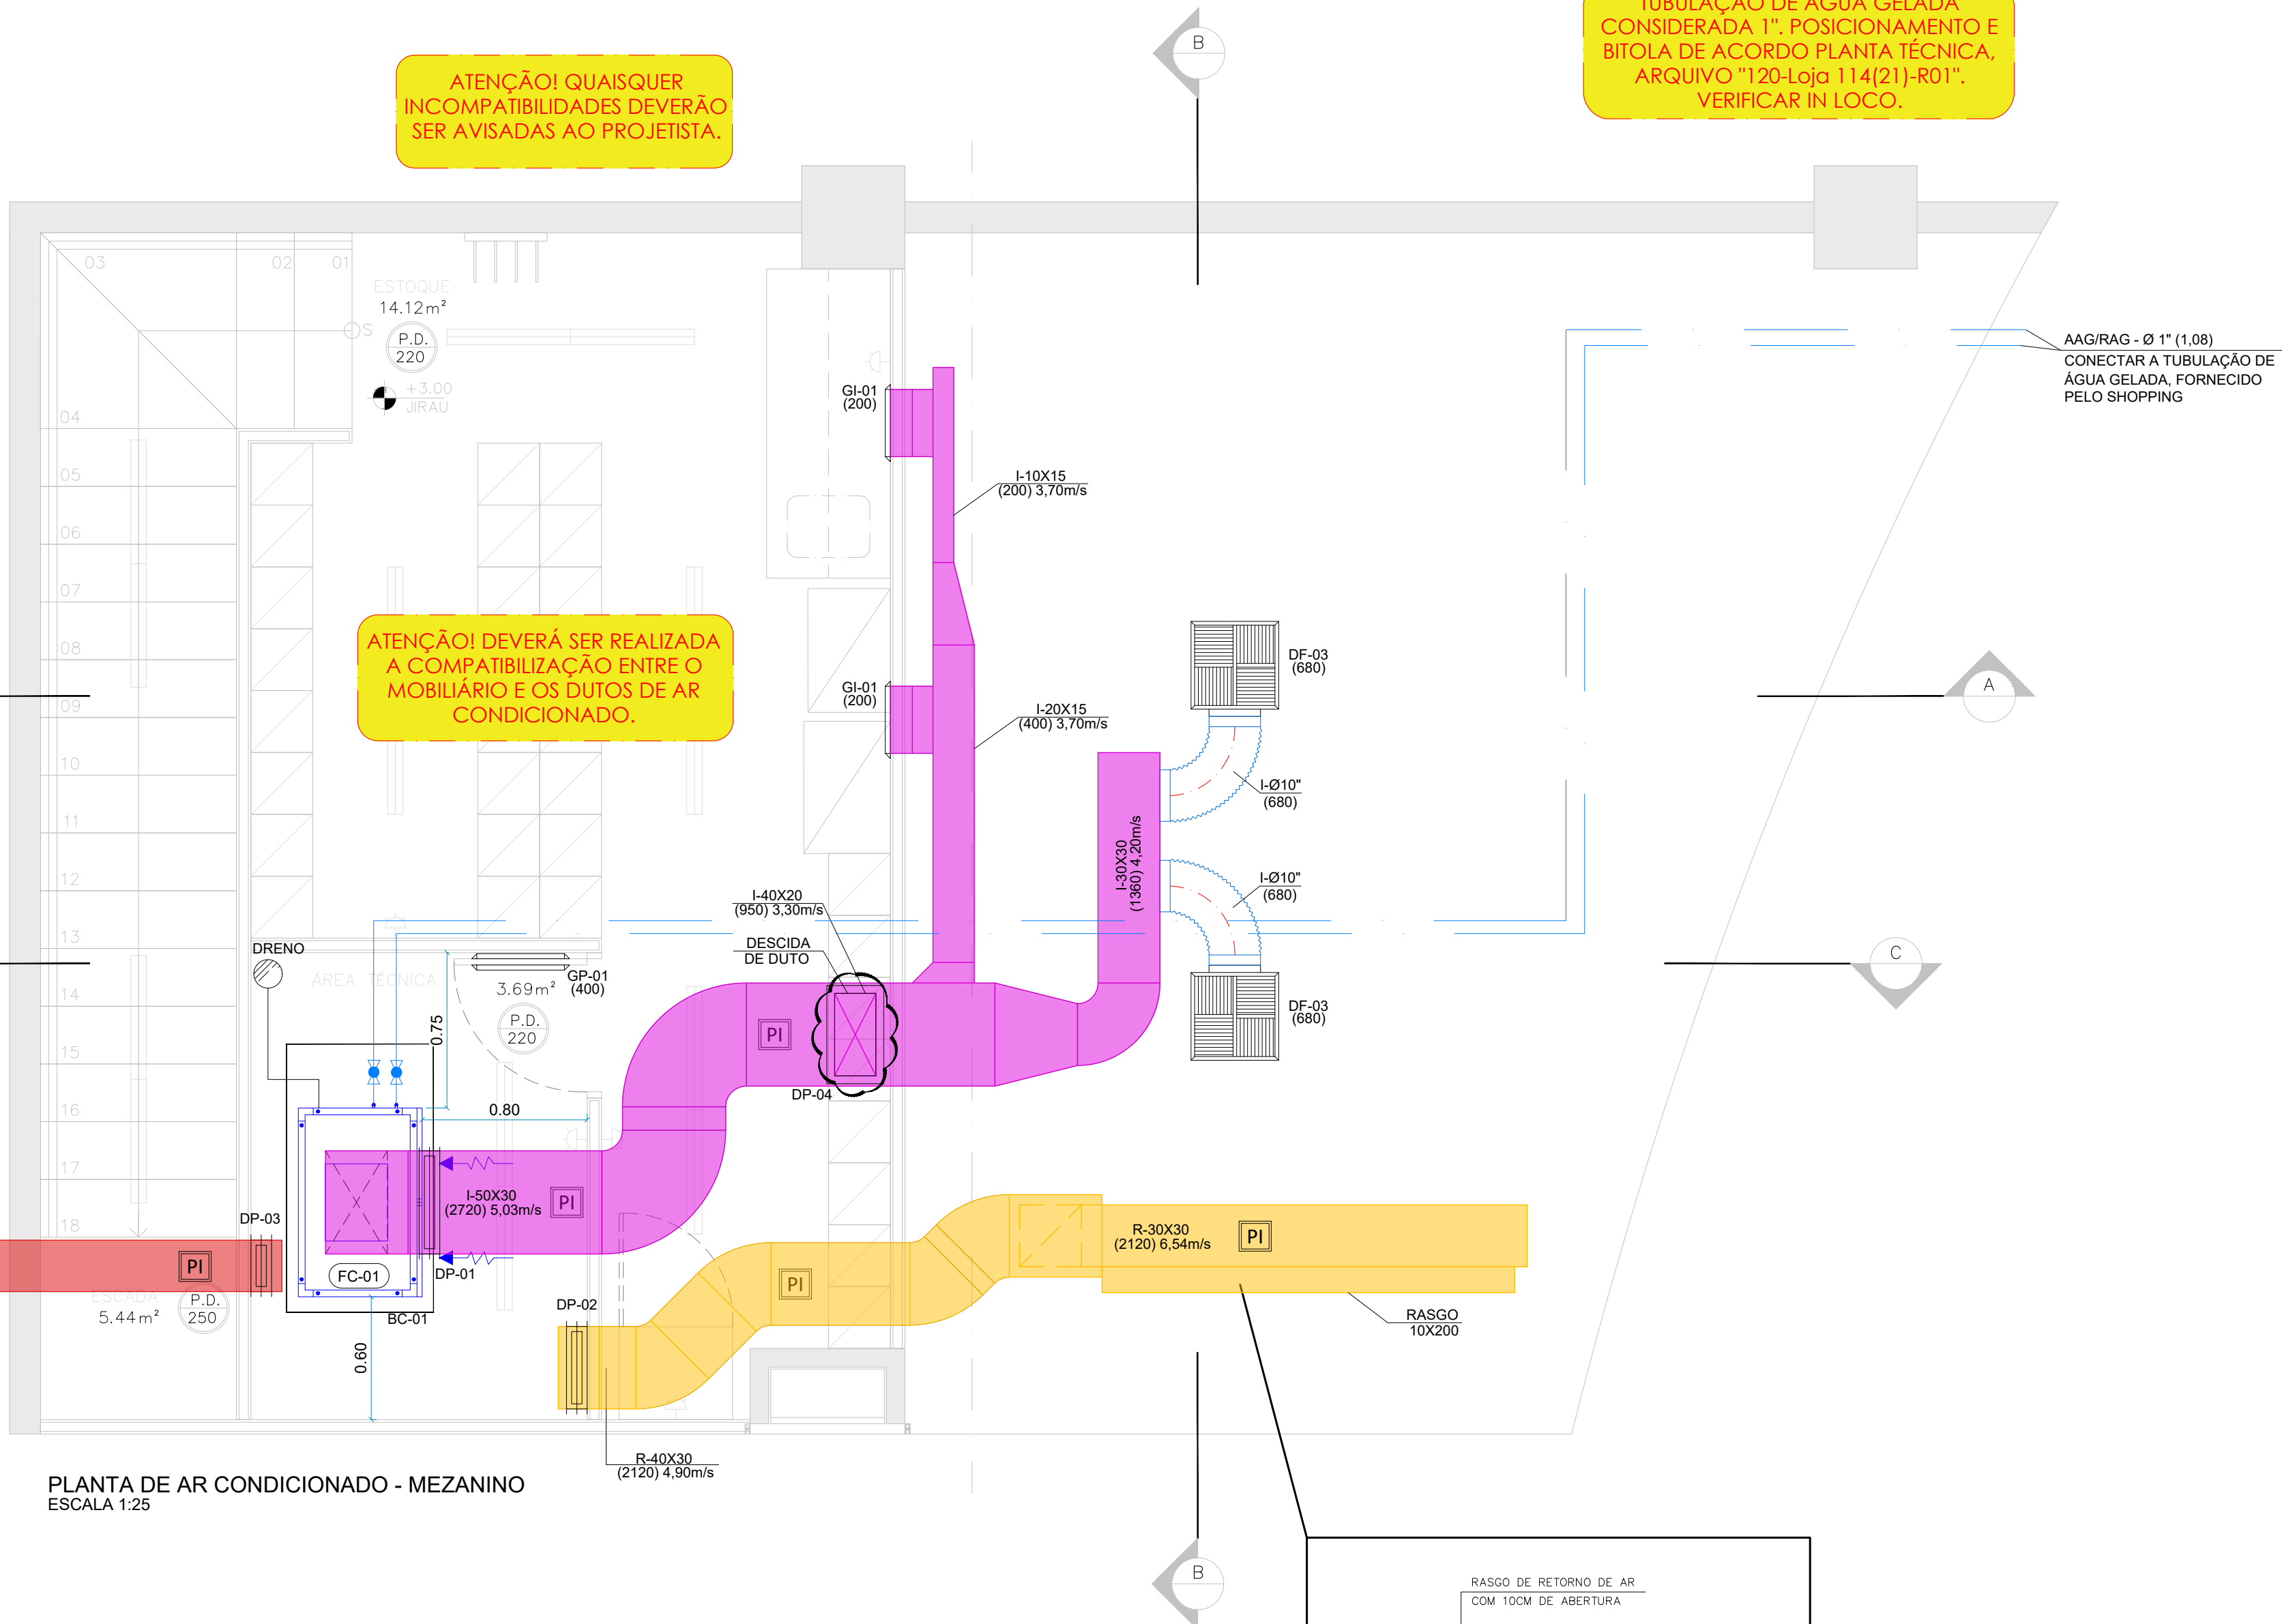 TUBULAÇÃO DE ÁGUA GELADA
CONSIDERADA 1". POSICIONAMENTO E
BITOLA DE ACORDO PLANTA TÉCNICA,
ARQUIVO "120-Loja 114(21)-R01".
VERIFICAR IN LOCO.
B
ATENÇÃO! QUAISQUER
INCOMPATIBILIDADES DEVERÃO
SER AVISADAS AO PROJETISTA.
03
02
01
ESTOQUE
14.12m²
P.D.
220
S
+3.00
JIRAU
AAG/RAG - Ø 1" (1,08)
CONECTAR A TUBULAÇÃO DE
ÁGUA GELADA, FORNECIDO
PELO SHOPPING
GI-01
(200)
04
05
I-10X15
(200) 3,70m/s
06
07
08
ATENÇÃO! DEVERÁ SER REALIZADA
A COMPATIBILIZAÇÃO ENTRE O
MOBILIÁRIO E OS DUTOS DE AR
CONDICIONADO.
DF-03
(680)
GI-01
(200)
A
09
I-20X15
(400) 3,70m/s
10
I-Ø10"
(680)
11
I-30X30
(1360) 4,20m/s
12
I-Ø10"
(680)
I-40X20
(950) 3,30m/s
13
DESCIDA
DE DUTO
DRENO
C
ÁREA TÉCNICA
3.69m²
GP-01
(400)
14
P.D.
220
0.75
PI
DF-03
(680)
15
DP-04
16
0.80
17
I-50X30
(2720) 5,03m/s
PI
18
DP-03
R-30X30
(2120) 6,54m/s
PI
PI
FC-01
DP-01
PI
ESCADA
5.44m²
P.D.
250
BC-01
DP-02
RASGO
10X200
0.60
R-40X30
(2120) 4,90m/s
PLANTA DE AR CONDICIONADO - MEZANINO
ESCALA 1:25
B
RASGO DE RETORNO DE AR
COM 10CM DE ABERTURA